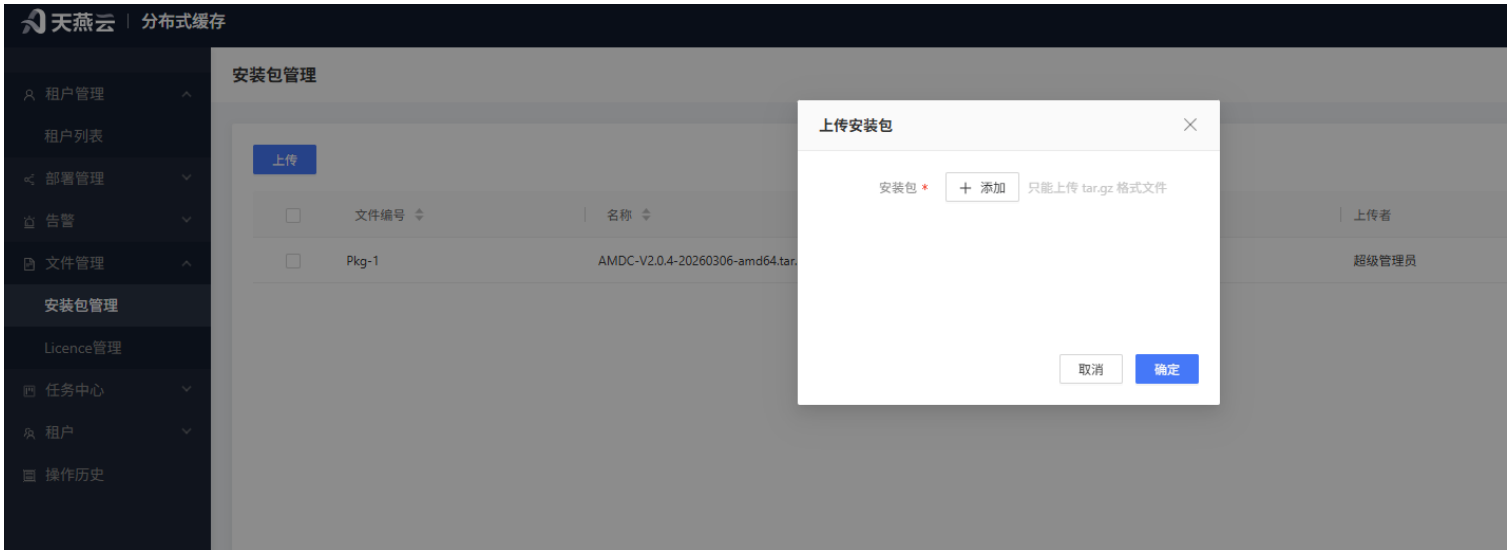 天燕云 | 分布式缓存
安装包管理
租户管理
租户列表
部署管理
告警
文件管理
安装包管理
Licence管理
任务中心
租户
操作历史
上传
文件编号 名称 上传者
Pkg-1 AMDC-V2.0.4-20260306-amd64.tar. 超级管理员
上传安装包
安装包 * + 添加 只能上传 tar.gz 格式文件
取消 确定